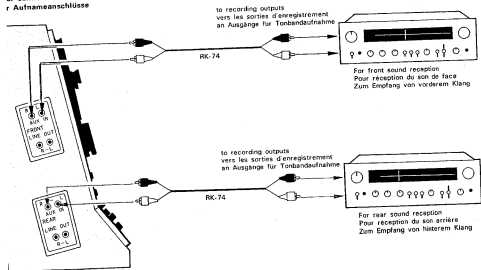 r Aufnameanschlüsse
to recording outputs
vers les sorties d'enregistrement
an Ausgänge für Tonbandaufnahme
RK-74
For front sound reception
Pour réception du son de face
Zum Empfang von vorderem Klang
R L
AUX IN
FRONT
LINE OUT
R-L
to recording outputs
vers les sorties d'enregistrement
an Ausgänge für Tonbandaufnahme
RK-74
For rear sound reception
Pour réception du son arrière
Zum Empfang von hinterem Klang
AUX IN
REAR
LINE OUT
R-L